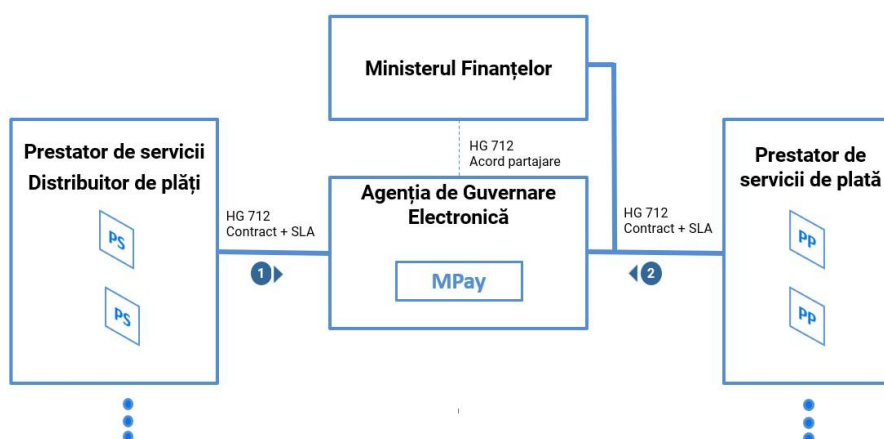 Ministerul Finanțelor
HG 712
Acord partajare
Prestator de servicii
Distribuitor de plăți
PS
PS
HG 712
Contract + SLA
1
Agenția de Guvernare
Electronică
MPay
HG 712
Contract + SLA
2
Prestator de
servicii de plată
PP
PP